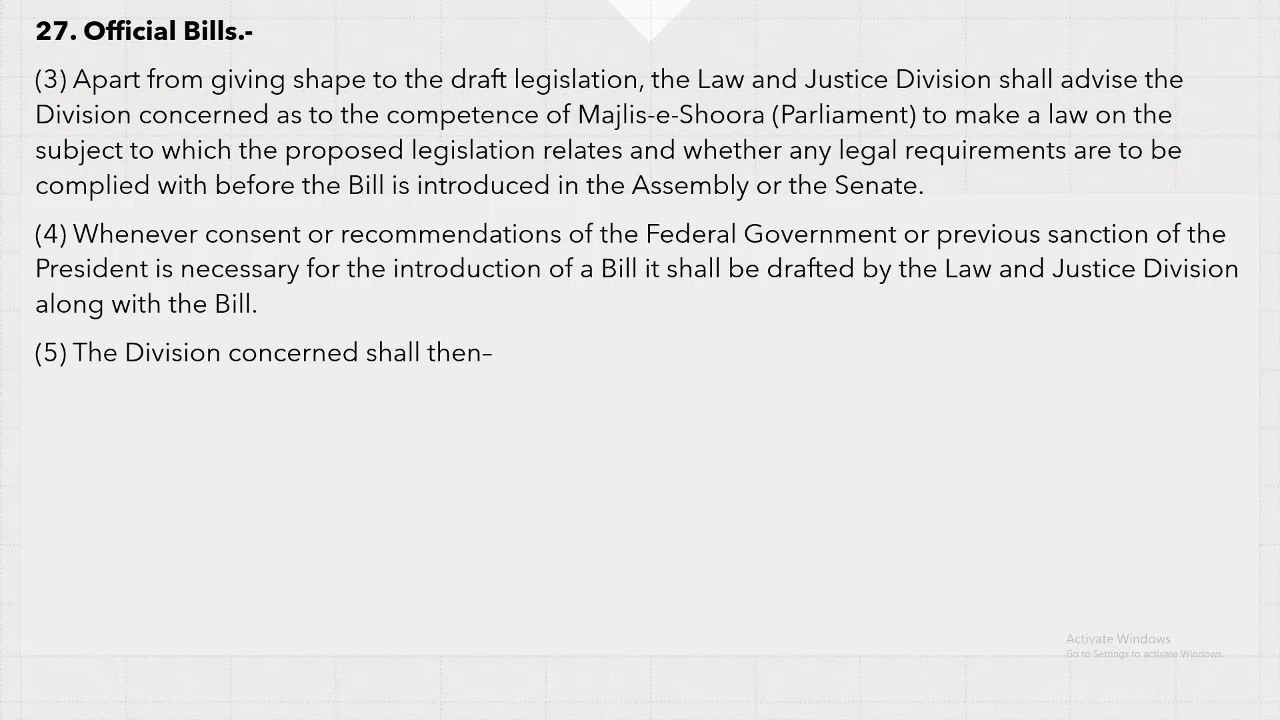 27. Official Bills.-
(3) Apart from giving shape to the draft legislation, the Law and Justice Division shall advise the
Division concerned as to the competence of Majlis-e-Shoora (Parliament) to make a law on the
subject to which the proposed legislation relates and whether any legal requirements are to be
complied with before the Bill is introduced in the Assembly or the Senate.
(4) Whenever consent or recommendations of the Federal Government or previous sanction of the
President is necessary for the introduction of a Bill it shall be drafted by the Law and Justice Division
along with the Bill.
(5) The Division concerned shall then–
Activate Windows
Go to Settings to activate Windows.